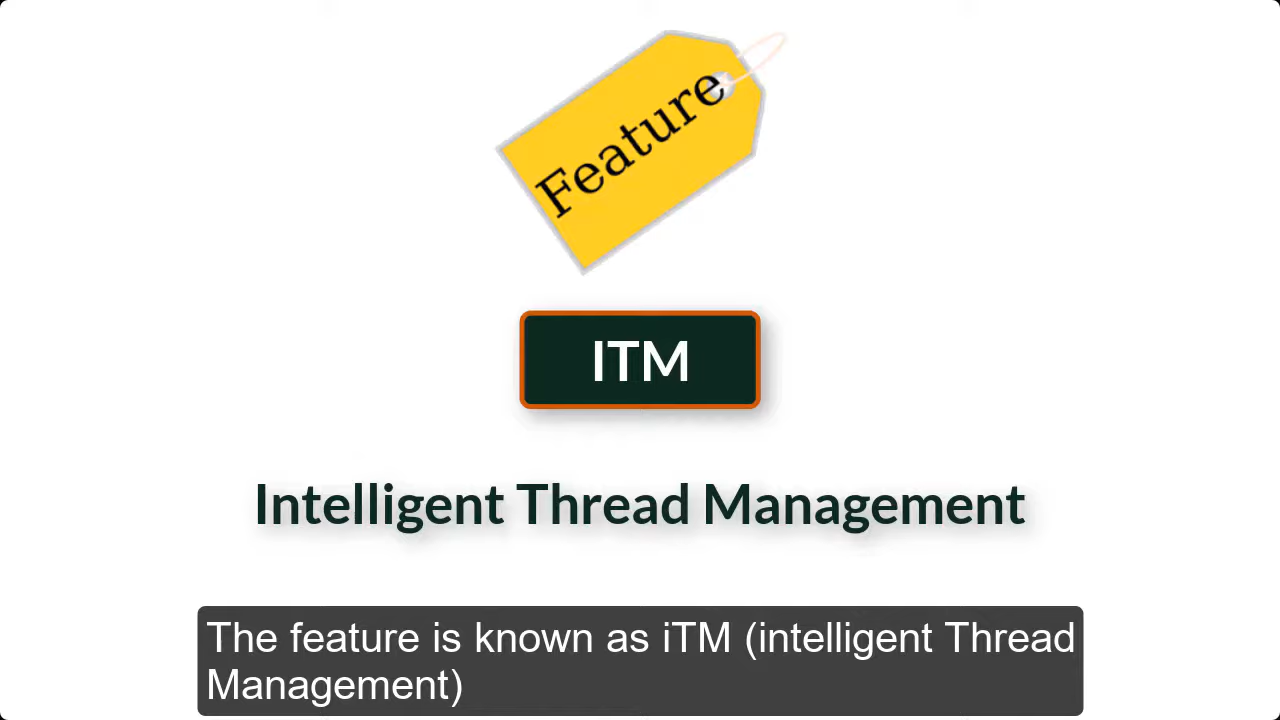 Feature
ITM
Intelligent Thread Management
The feature is known as iTM (intelligent Thread
Management)